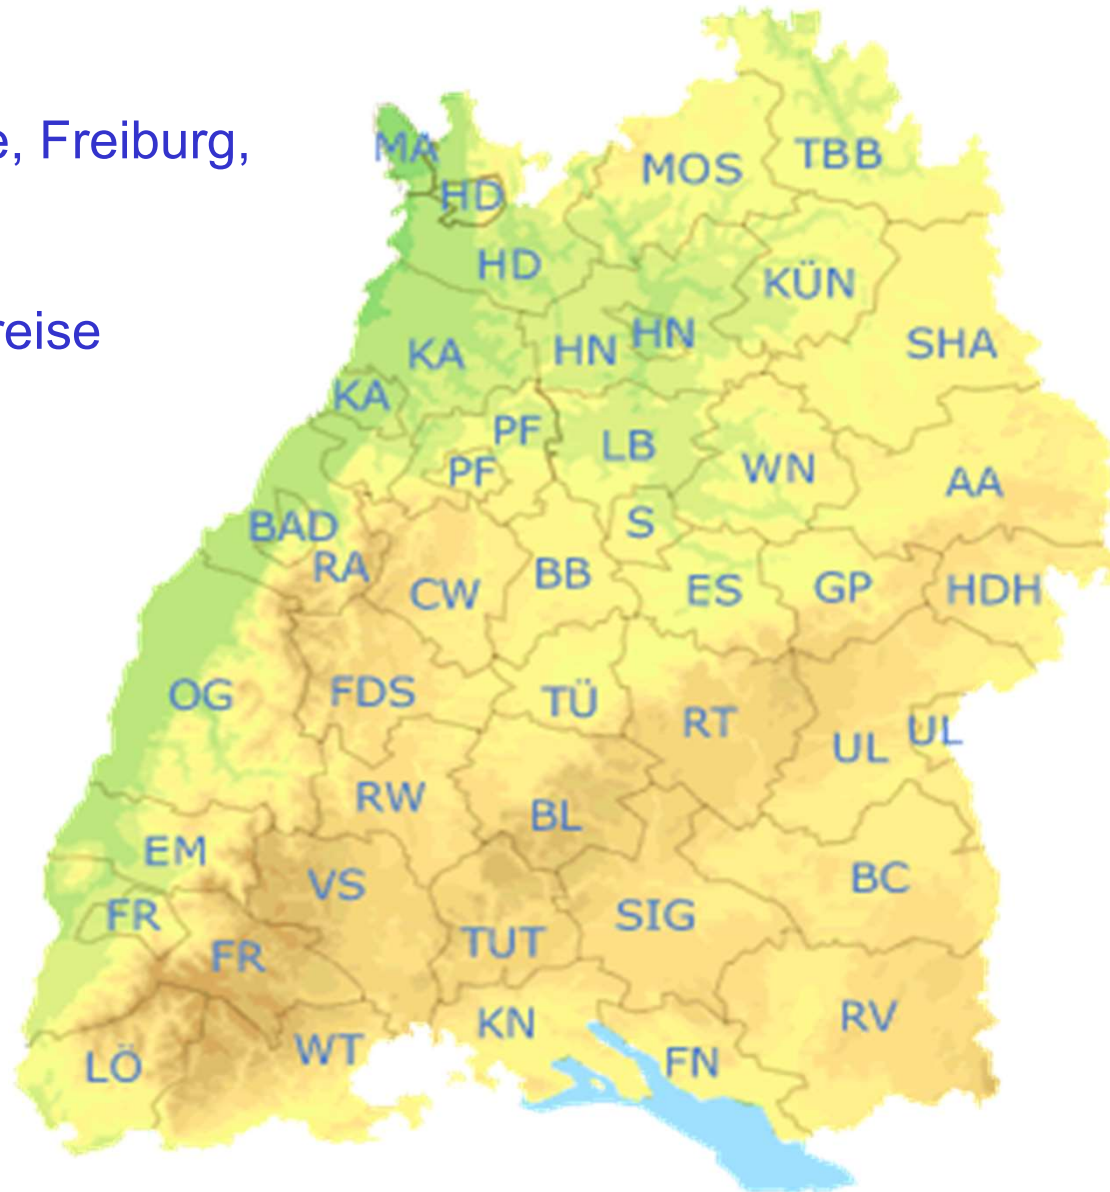 e, Freiburg,
reise
MA
HD
MOS
TBB
HD
KÜN
KA
HN
HN
SHA
KA
PF
LB
PF
WN
AA
BAD
S
RA
CW
BB
ES
GP
HDH
OG
FDS
TÜ
RT
UL
UL
RW
BL
EM
VS
BC
FR
SIG
FR
TUT
KN
RV
LÖ
WT
FN